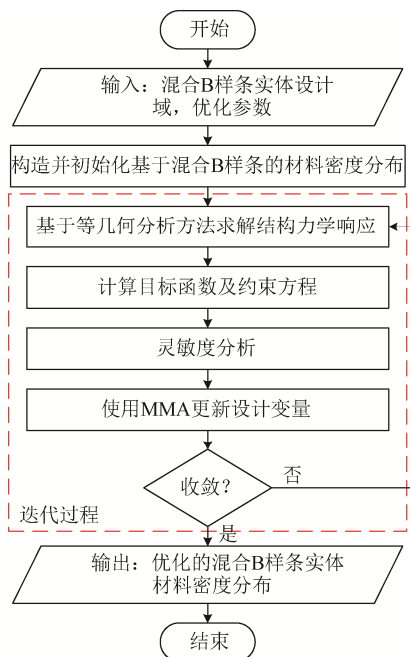 开始
输入：混合B样条实体设计
域，优化参数
构造并初始化基于混合B样条的材料密度分布
基于等几何分析方法求解结构力学响应
计算目标函数及约束方程
灵敏度分析
使用MMA更新设计变量
收敛？
否
迭代过程
是
输出：优化的混合B样条实体
材料密度分布
结束